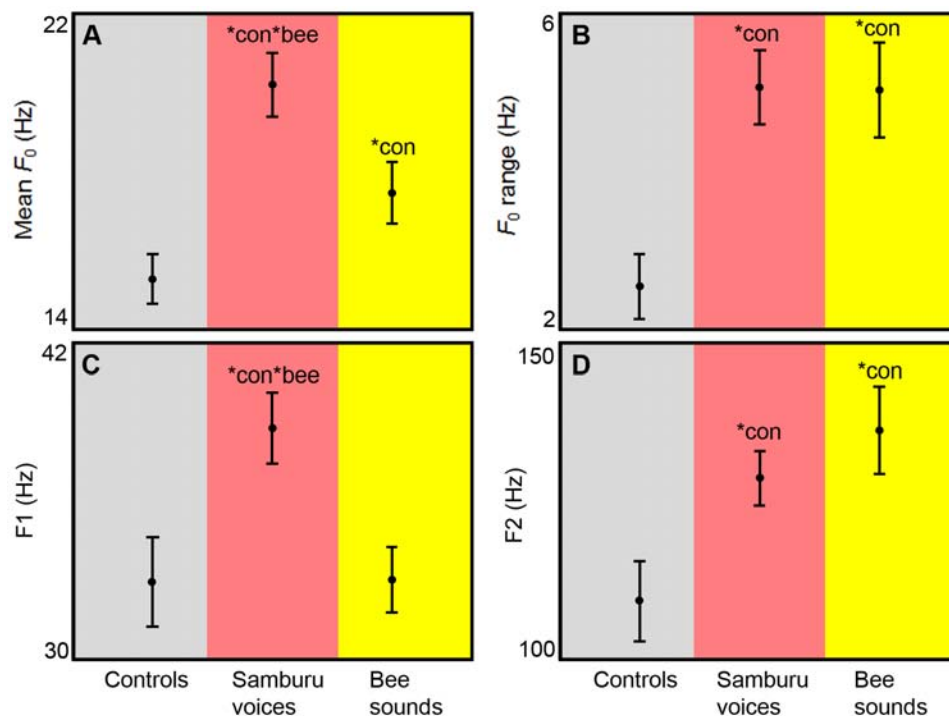 A
22
*con*bee
*con
Mean F0 (Hz)
14
B
6
*con
*con
F0 range (Hz)
2
C
42
*con*bee
F1 (Hz)
30
D
150
*con
*con
F2 (Hz)
100
Controls
Samburu
voices
Bee
sounds
Controls
Samburu
voices
Bee
sounds